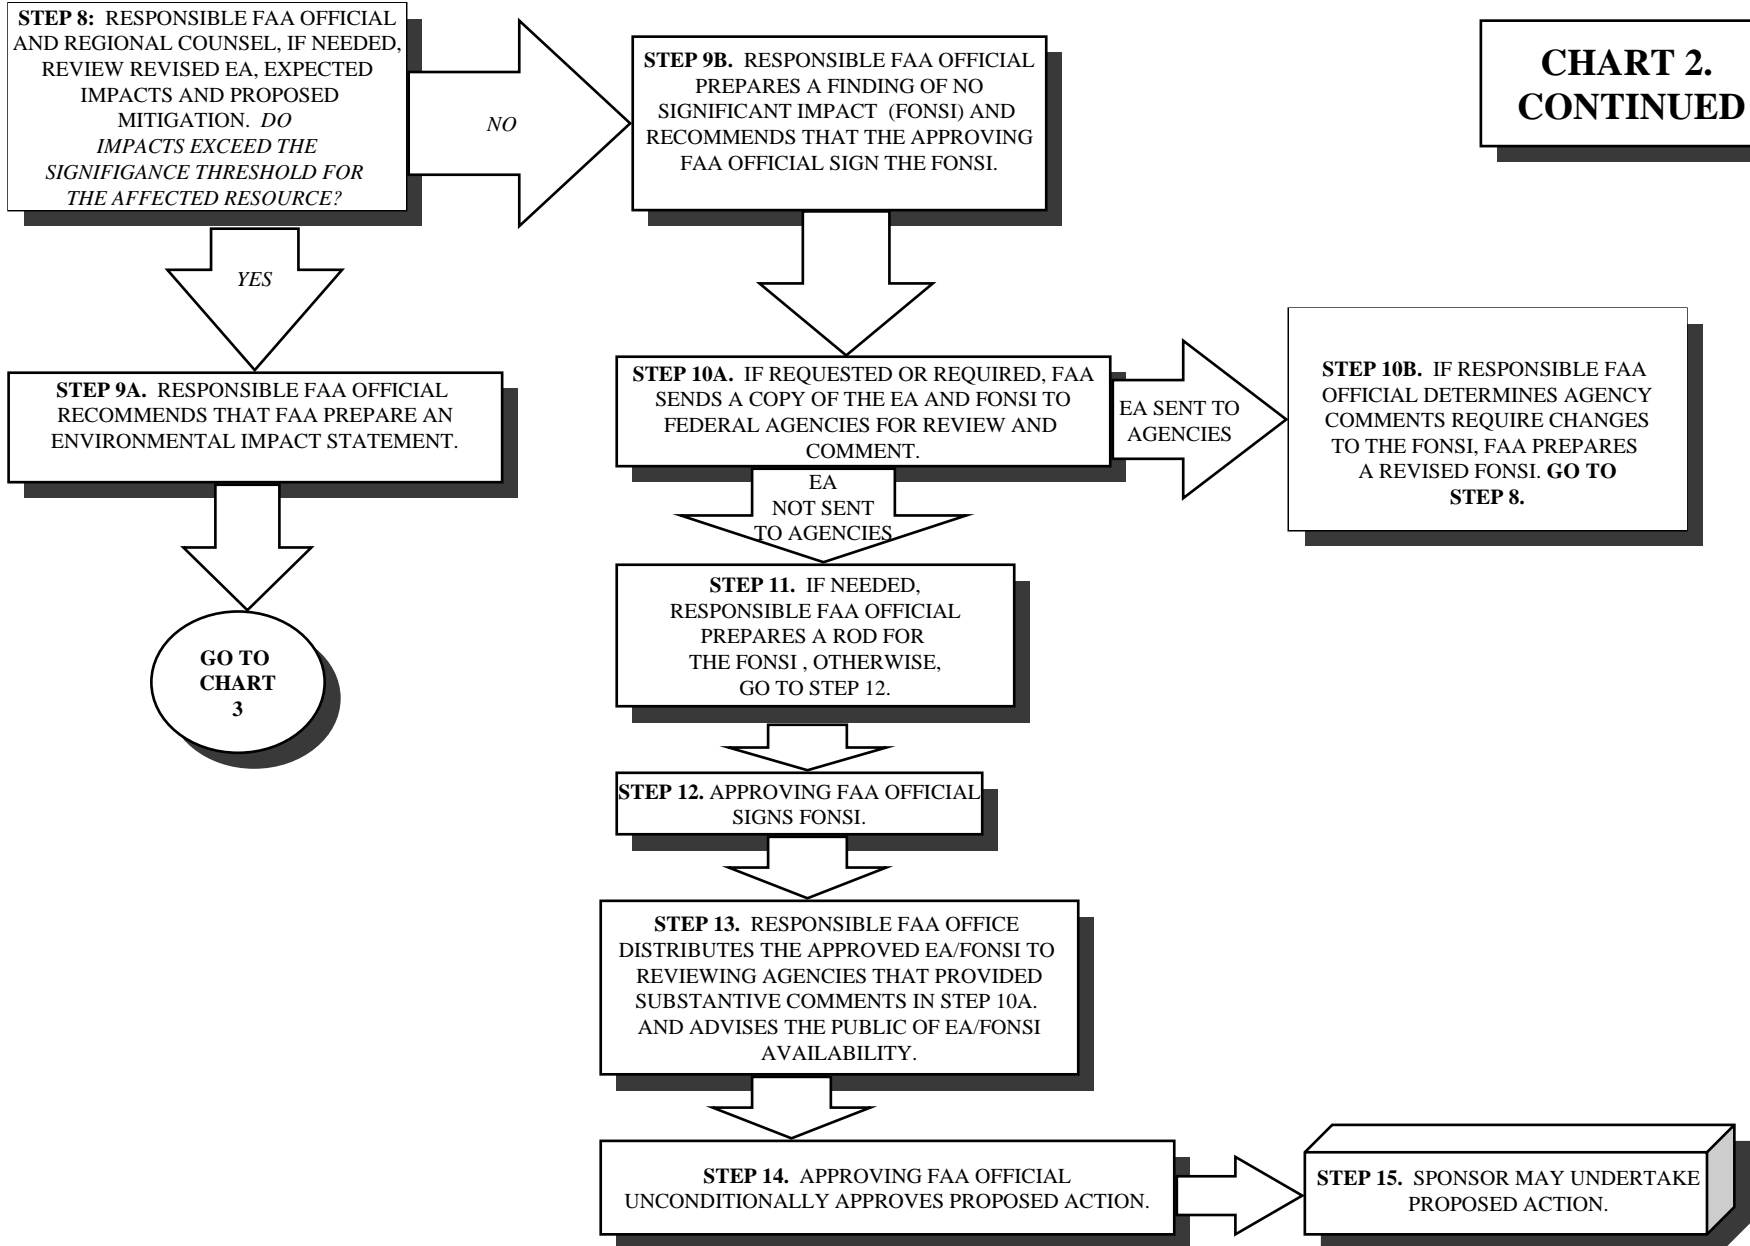 STEP 8: RESPONSIBLE FAA OFFICIAL
AND REGIONAL COUNSEL, IF NEEDED,
REVIEW REVISED EA, EXPECTED
IMPACTS AND PROPOSED
MITIGATION. DO
IMPACTS EXCEED THE
SIGNIFIGANCE THRESHOLD FOR
THE AFFECTED RESOURCE?
NO
STEP 9B. RESPONSIBLE FAA OFFICIAL
PREPARES A FINDING OF NO
SIGNIFICANT IMPACT (FONSI) AND
RECOMMENDS THAT THE APPROVING
FAA OFFICIAL SIGN THE FONSI.
CHART 2.
CONTINUED
YES
STEP 9A. RESPONSIBLE FAA OFFICIAL
RECOMMENDS THAT FAA PREPARE AN
ENVIRONMENTAL IMPACT STATEMENT.
GO TO
CHART
3
STEP 10A. IF REQUESTED OR REQUIRED, FAA
SENDS A COPY OF THE EA AND FONSI TO
FEDERAL AGENCIES FOR REVIEW AND
COMMENT.
EA SENT TO
AGENCIES
STEP 10B. IF RESPONSIBLE FAA
OFFICIAL DETERMINES AGENCY
COMMENTS REQUIRE CHANGES
TO THE FONSI, FAA PREPARES
A REVISED FONSI. GO TO
STEP 8.
EA
NOT SENT
TO AGENCIES
STEP 11. IF NEEDED,
RESPONSIBLE FAA OFFICIAL
PREPARES A ROD FOR
THE FONSI , OTHERWISE,
GO TO STEP 12.
STEP 12. APPROVING FAA OFFICIAL
SIGNS FONSI.
STEP 13. RESPONSIBLE FAA OFFICE
DISTRIBUTES THE APPROVED EA/FONSI TO
REVIEWING AGENCIES THAT PROVIDED
SUBSTANTIVE COMMENTS IN STEP 10A.
AND ADVISES THE PUBLIC OF EA/FONSI
AVAILABILITY.
STEP 14. APPROVING FAA OFFICIAL
UNCONDITIONALLY APPROVES PROPOSED ACTION.
STEP 15. SPONSOR MAY UNDERTAKE
PROPOSED ACTION.